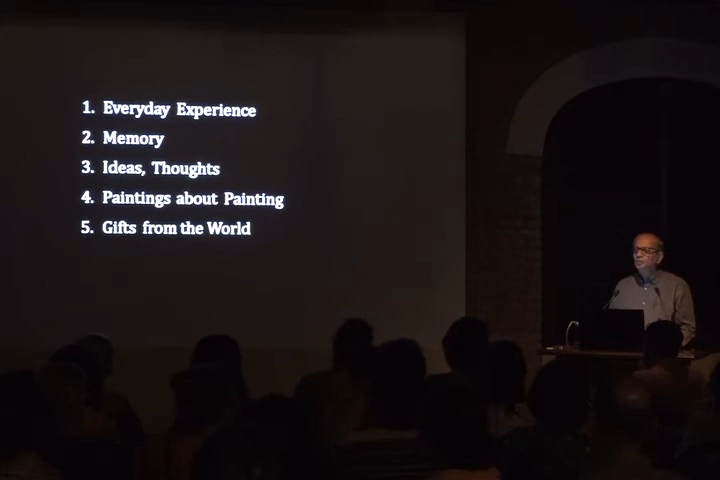 1. Everyday Experience
2. Memory
3. Ideas, Thoughts
4. Paintings about Painting
5. Gifts from the World